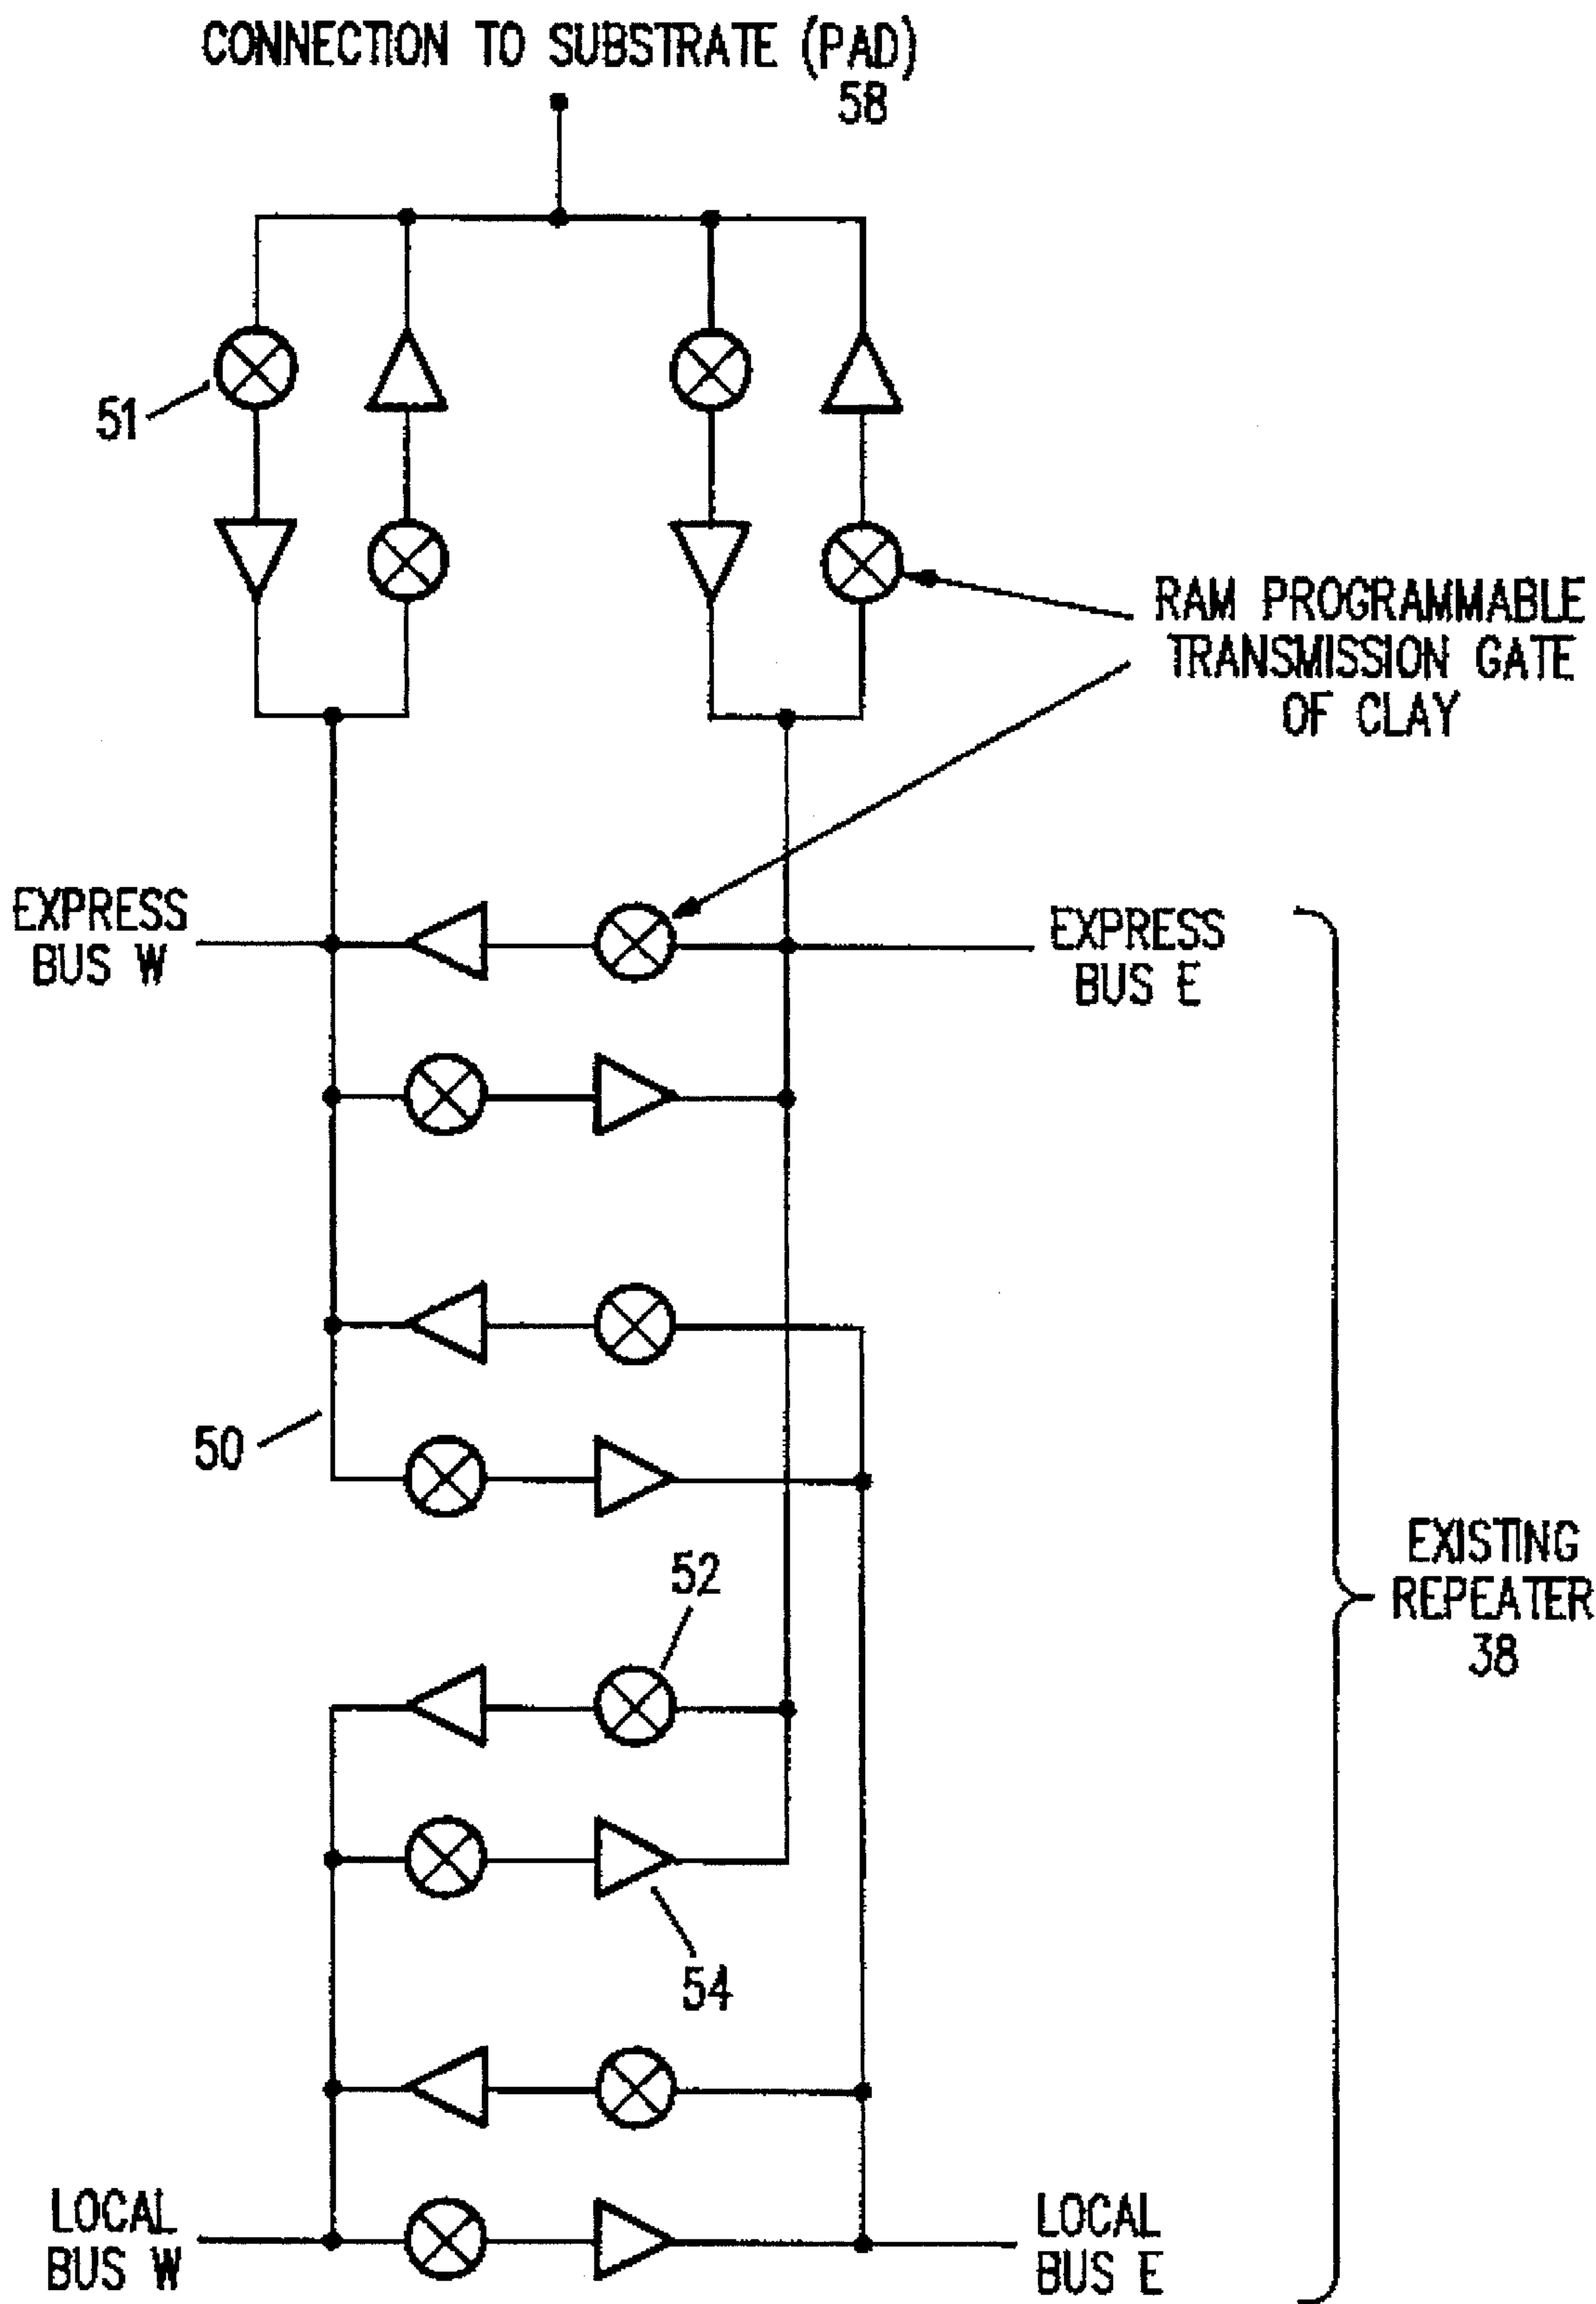 CONNECTION TO SUBSTRATE (PAD)
58
51
RAM PROGRAMMABLE
TRANSMISSION GATE
OF CLAY
EXPRESS
BUS W
EXPRESS
BUS E
50
52
EXISTING
REPEATER
38
54
LOCAL
BUS W
LOCAL
BUS E